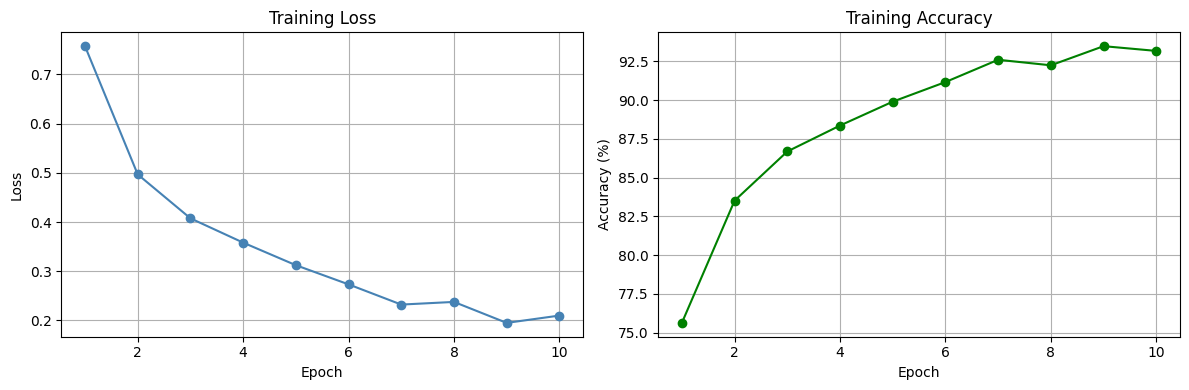 Training Loss
0.7
0.6
0.5
0.4
0.3
0.2
Loss
2 4 6 8 10
Epoch
Training Accuracy
92.5
90.0
87.5
85.0
82.5
80.0
77.5
75.0
Accuracy (%)
2 4 6 8 10
Epoch